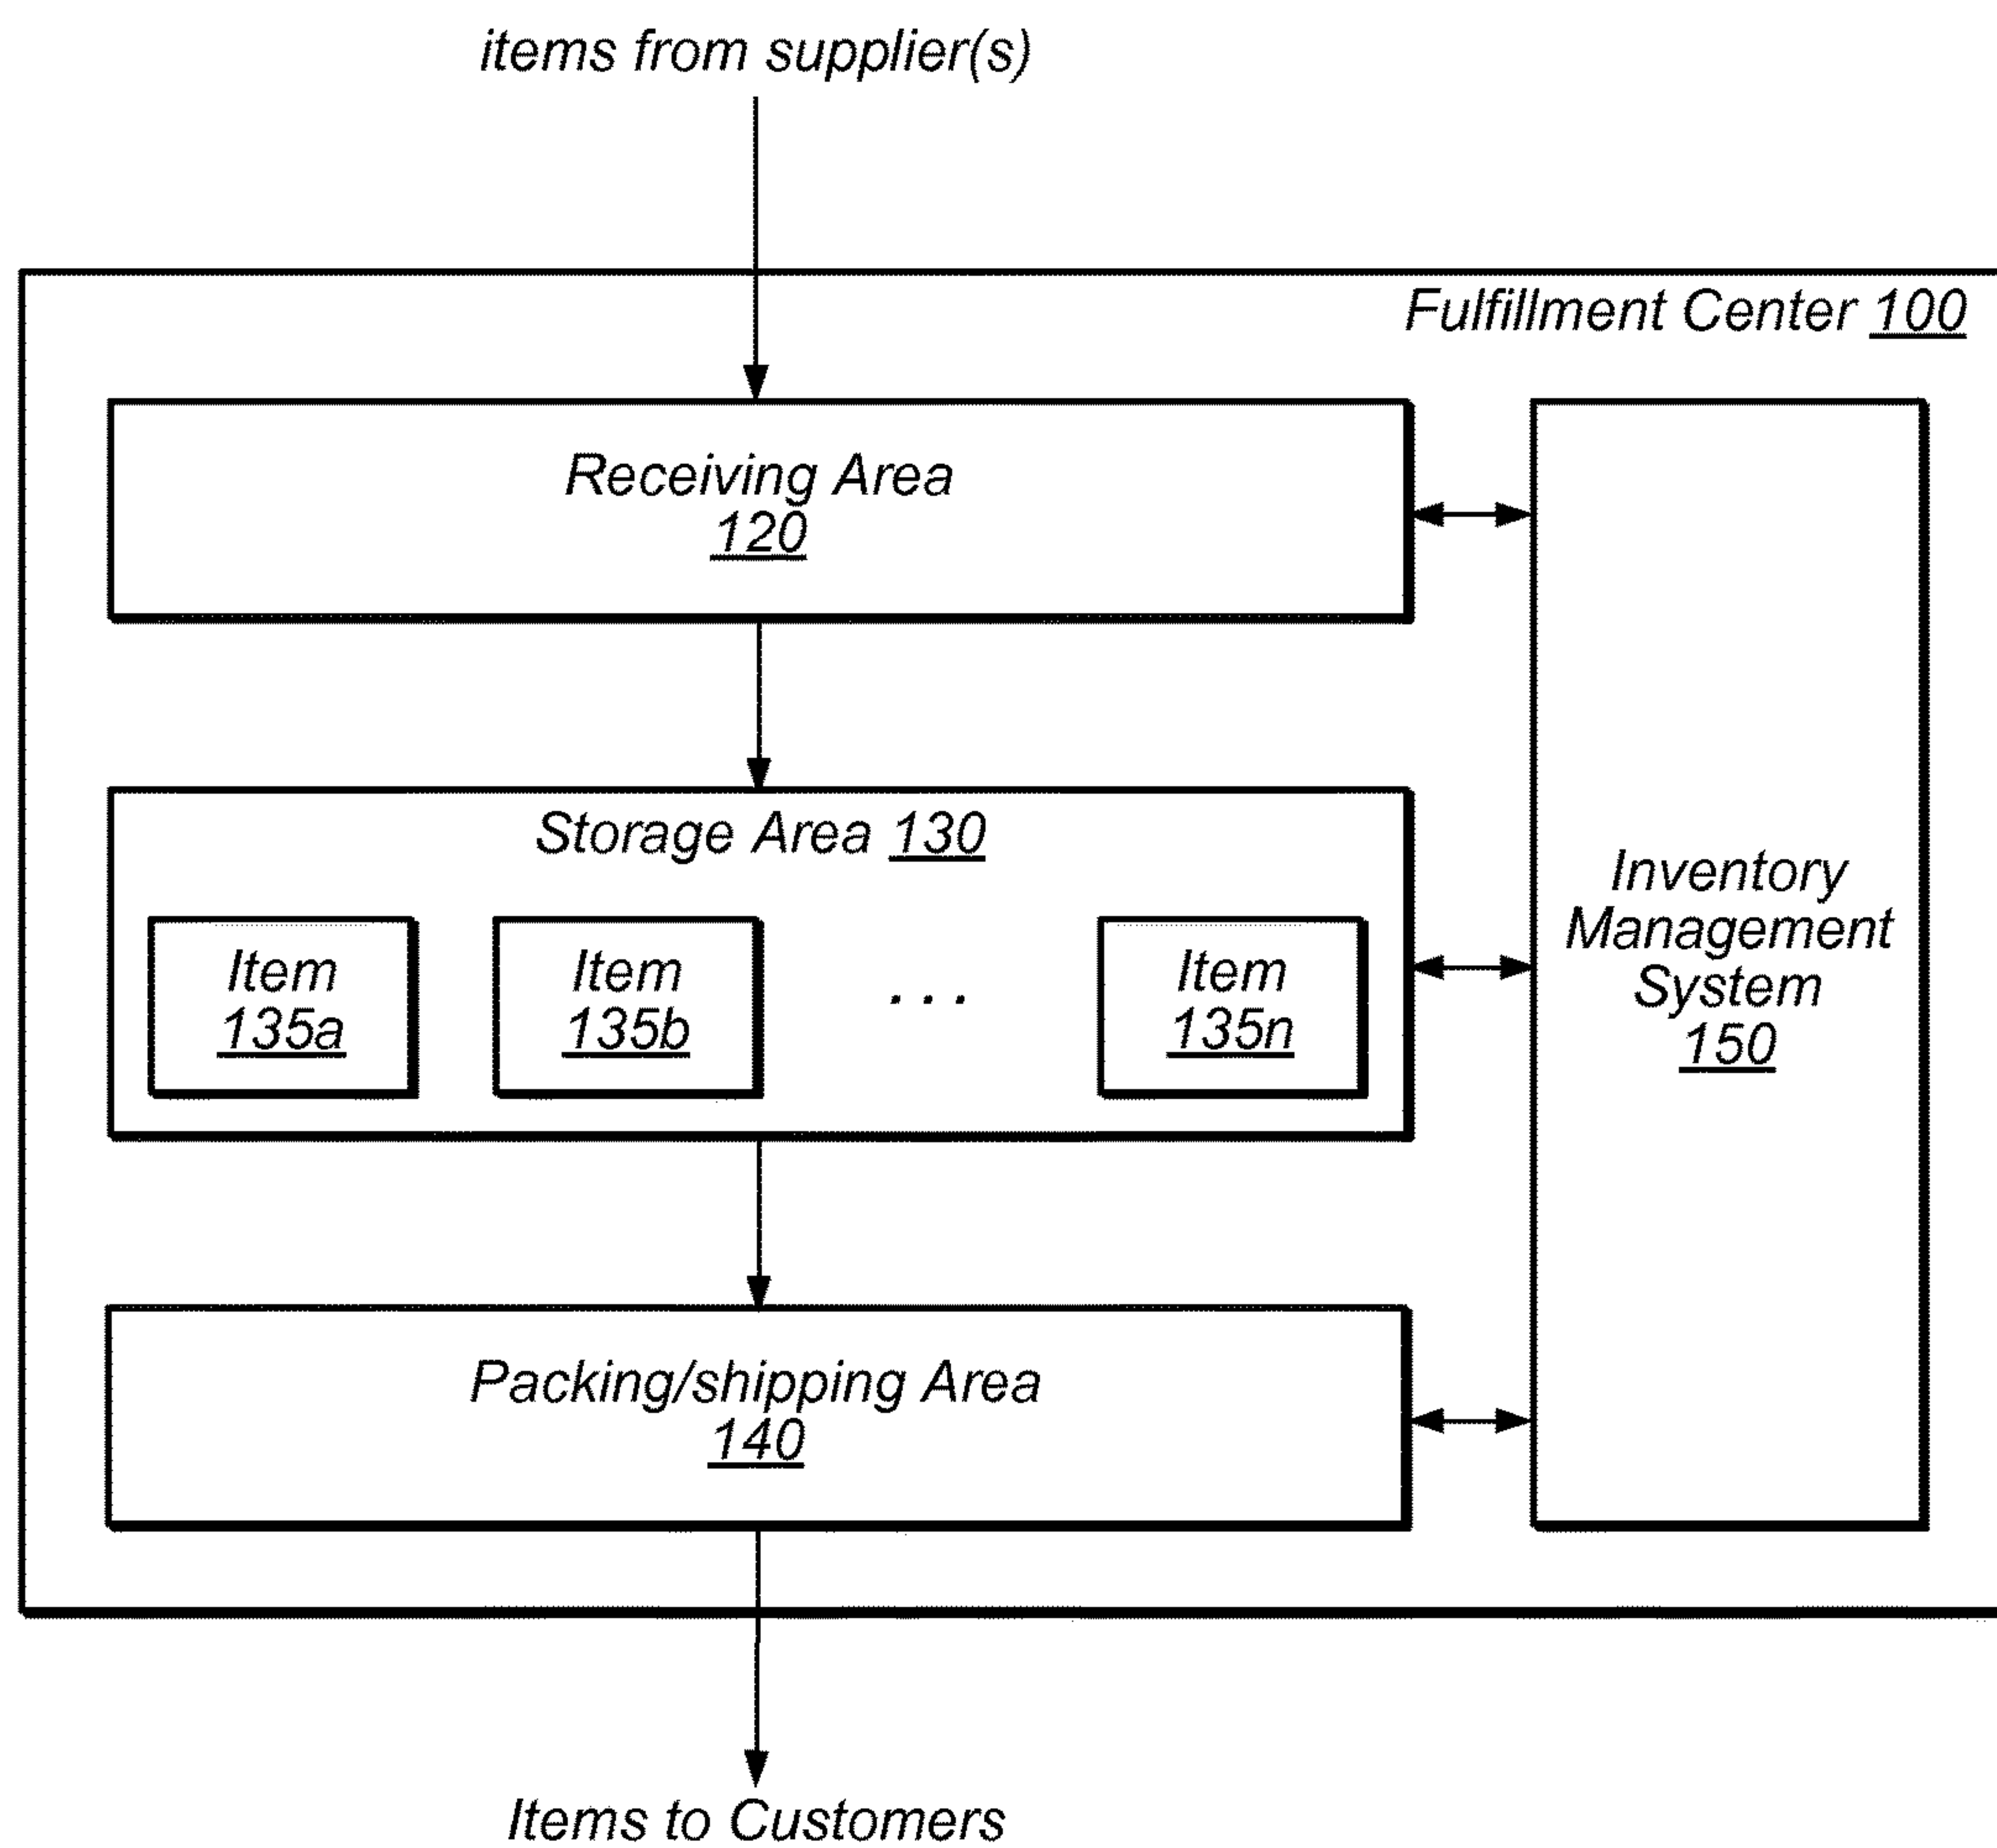 items from supplier(s)
Fulfillment Center 100
Receiving Area
120
Storage Area 130
Item
135a
Item
135b
. . .
Item
135n
Inventory
Management
System
150
Packing/shipping Area
140
Items to Customers